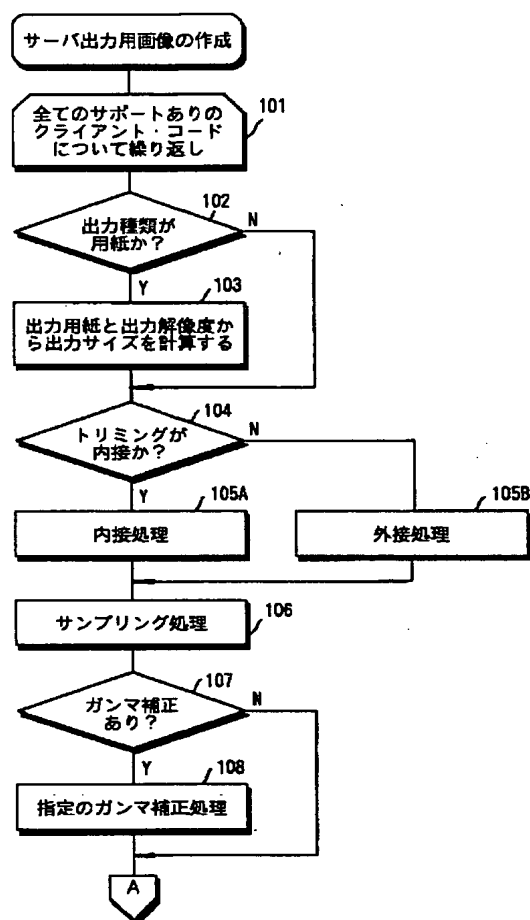 サーバ出力用画像の作成
全てのサポートありの
クライアント・コード
について繰り返し
101
出力種類が
用紙か?
102
N
Y
103
出力用紙と出力解像度か
ら出力サイズを計算する
トリミングが
内接か?
104
N
Y
105A
内接処理
105B
外接処理
サンプリング処理
106
ガンマ補正
あり?
107
N
Y
108
指定のガンマ補正処理
A